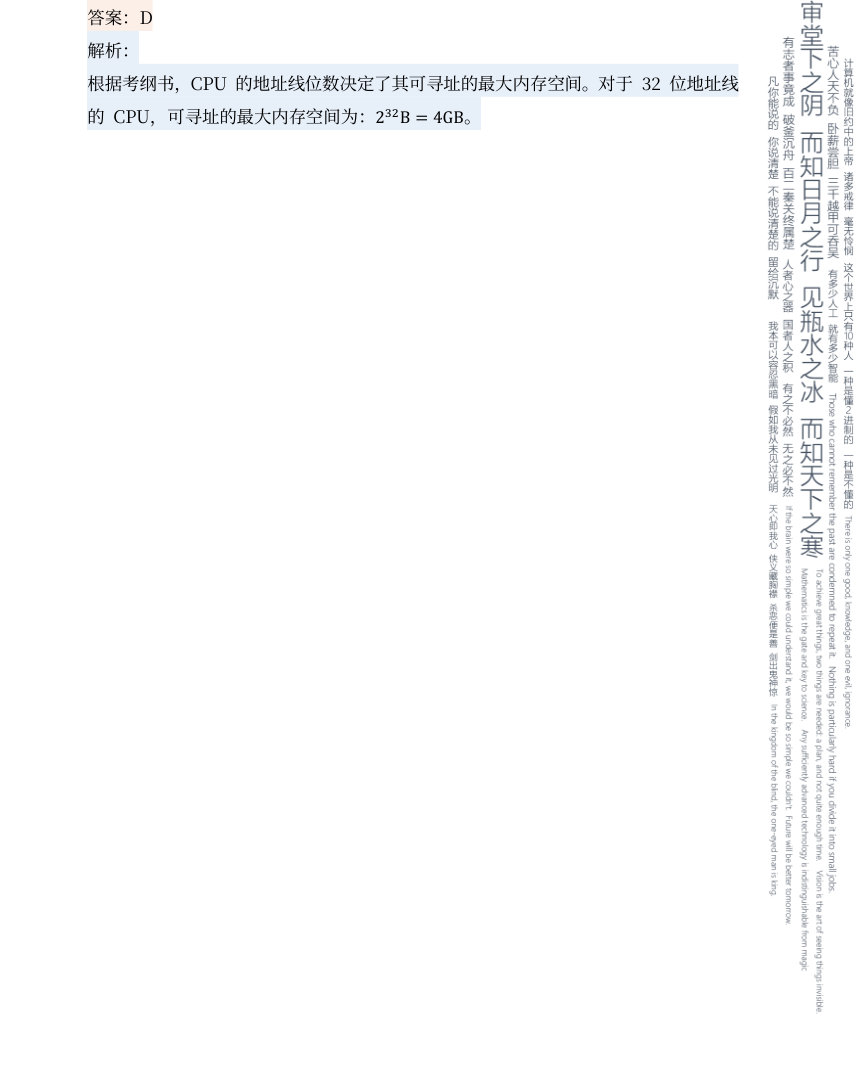 答案：D
解析：
根据考纲书，CPU 的地址线位数决定了其可寻址的最大内存空间。对于 32 位地址线
的 CPU，可寻址的最大内存空间为：2³²B = 4GB。
计算机就像旧约中的上帝 诸多戒律 毫无怜悯 这个世界上只有10种人 一种是懂2进制的 一种是不懂的 There is only one good, knowledge, and one evil, ignorance.
苦心人天不负 卧薪尝胆 三千越甲可吞吴 有多少人工 就有多少智能 Those who cannot remember the past are condemned to repeat it. Nothing is particularly hard if you divide it into small jobs.
To achieve great things, two things are needed: a plan, and not quite enough time. Vision is the art of seeing things invisible.
审堂下之阴 而知日月之行 见瓶水之冰 而知天下之寒
Mathematics is the gate and key to science. Any sufficiently advanced technology is indistinguishable from magic
有志者事竟成 破釜沉舟 百二秦关终属楚 人者心之器 国者人之积 有之不必然 无之必不然 If the brain were so simple we could understand it, we would be so simple we couldn't. Future will be better tomorrow.
凡你能说的 你说清楚 不能说清楚的 留给沉默 我本可以容忍黑暗 假如我从未见过光明 天心即我心 侠义藏胸襟 杀恶便是善 剑出鬼神惊 In the kingdom of the blind, the one-eyed man is king.